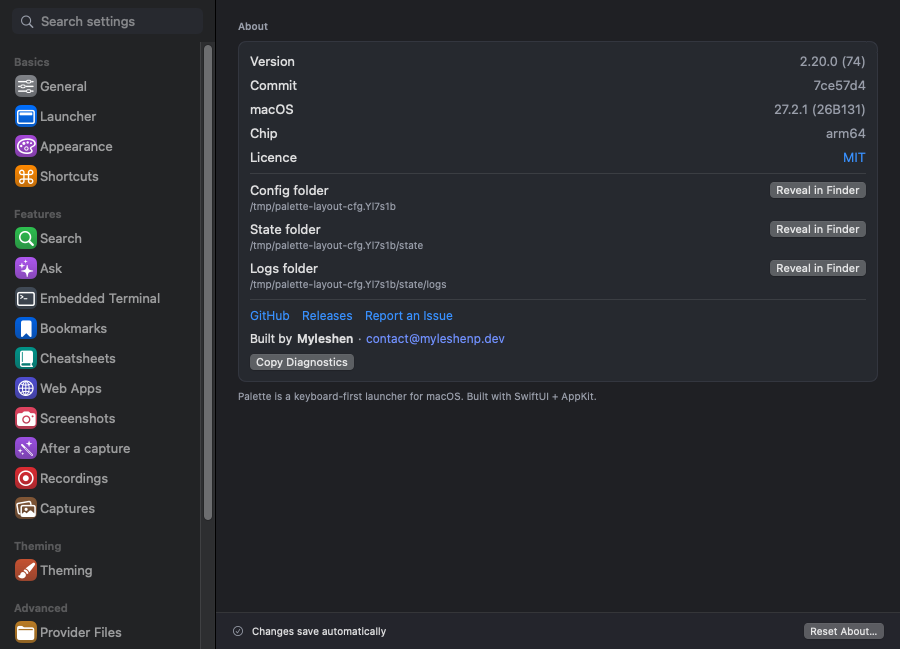 Search settings
Basics
General
Launcher
Appearance
Shortcuts
Features
Search
Ask
Embedded Terminal
Bookmarks
Cheatsheets
Web Apps
Screenshots
After a capture
Recordings
Captures
Theming
Theming
Advanced
Provider Files
About
Version 2.20.0 (74)
Commit 7ce57d4
macOS 27.2.1 (26B131)
Chip arm64
Licence MIT
Config folder Reveal in Finder
/tmp/palette-layout-cfg.Yl7s1b
State folder Reveal in Finder
/tmp/palette-layout-cfg.Yl7s1b/state
Logs folder Reveal in Finder
/tmp/palette-layout-cfg.Yl7s1b/state/logs
GitHub Releases Report an Issue
Built by Myleshen · contact@myleshenp.dev
Copy Diagnostics
Palette is a keyboard-first launcher for macOS. Built with SwiftUI + AppKit.
Changes save automatically Reset About...